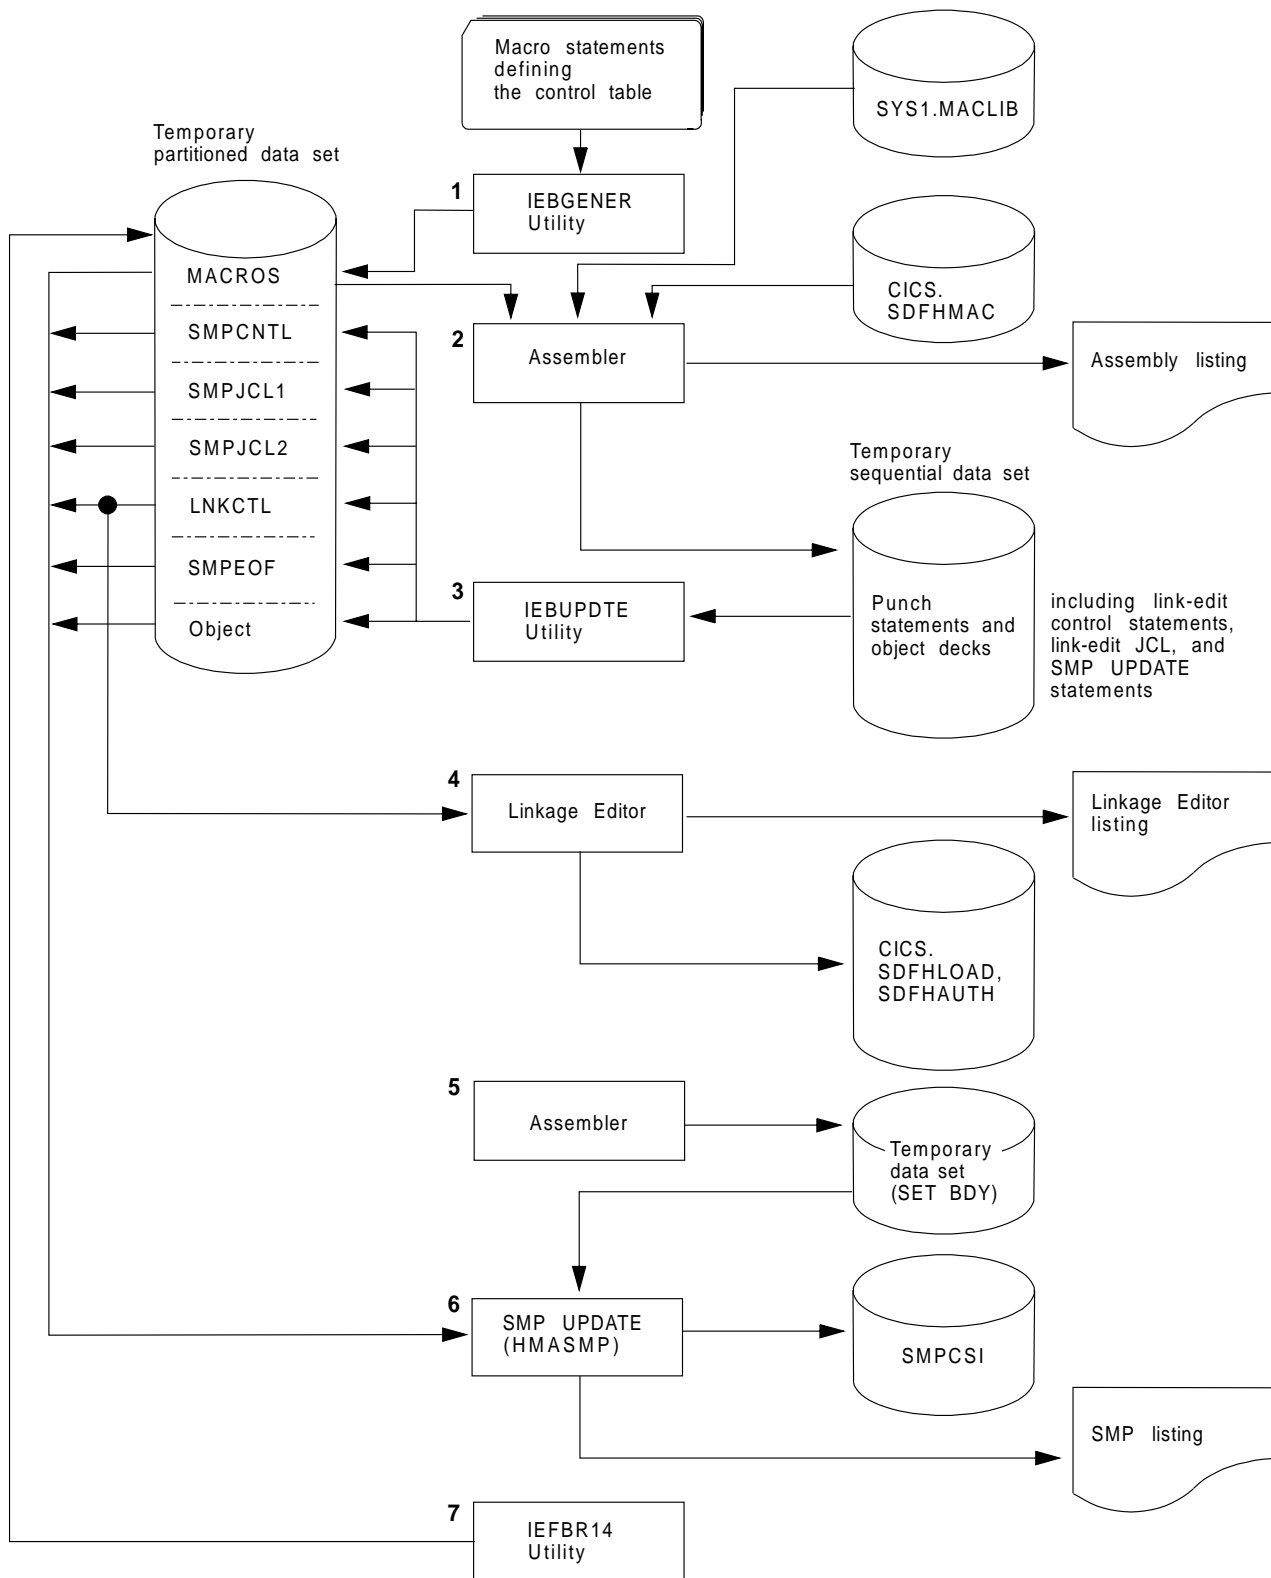 Macro statements
defining
the control table
SYS1.MACLIB
Temporary
partitioned data set
1
IEBGENER
Utility
MACROS
CICS.
SDFHMAC
SMPCNTL
2
Assembler
Assembly listing
SMPJCL1
SMPJCL2
Temporary
sequential data set
LNKCTL
SMPEOF
Object
3
IEBUPDTE
Utility
Punch
statements and
object decks
including link-edit
control statements,
link-edit JCL, and
SMP UPDATE
statements
4
Linkage Editor
Linkage Editor
listing
CICS.
SDFHLOAD,
SDFHAUTH
5
Assembler
Temporary
data set
(SET BDY)
6
SMP UPDATE
(HMASMP)
SMPCSI
SMP listing
7
IEFBR14
Utility